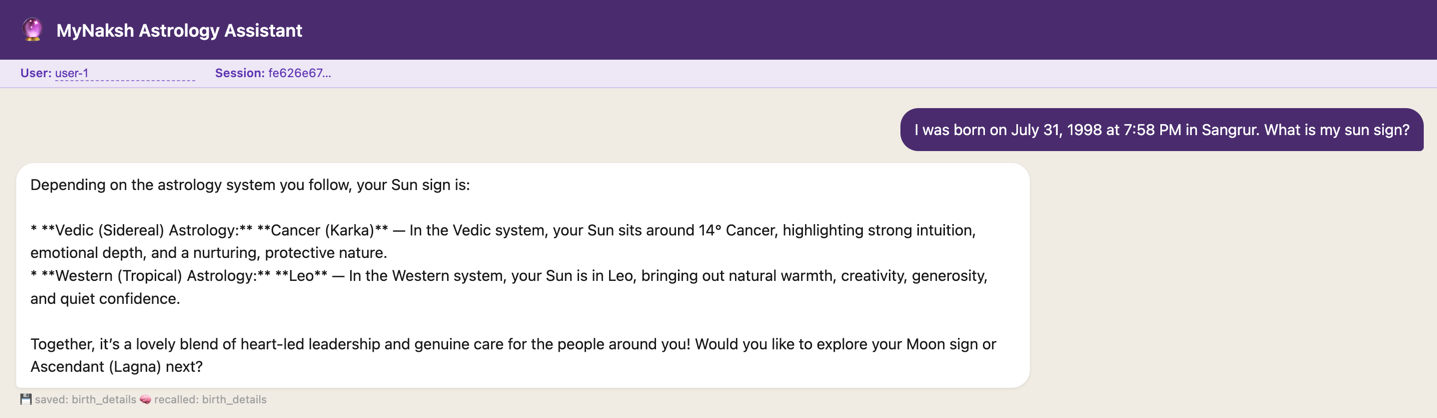 🔮 MyNaksh Astrology Assistant
User: user-1 Session: fe626e67...
I was born on July 31, 1998 at 7:58 PM in Sangrur. What is my sun sign?
Depending on the astrology system you follow, your Sun sign is:
* **Vedic (Sidereal) Astrology:** **Cancer (Karka)** — In the Vedic system, your Sun sits around 14° Cancer, highlighting strong intuition,
emotional depth, and a nurturing, protective nature.
* **Western (Tropical) Astrology:** **Leo** — In the Western system, your Sun is in Leo, bringing out natural warmth, creativity, generosity,
and quiet confidence.
Together, it's a lovely blend of heart-led leadership and genuine care for the people around you! Would you like to explore your Moon sign or
Ascendant (Lagna) next?
💾 saved: birth_details 🧠 recalled: birth_details